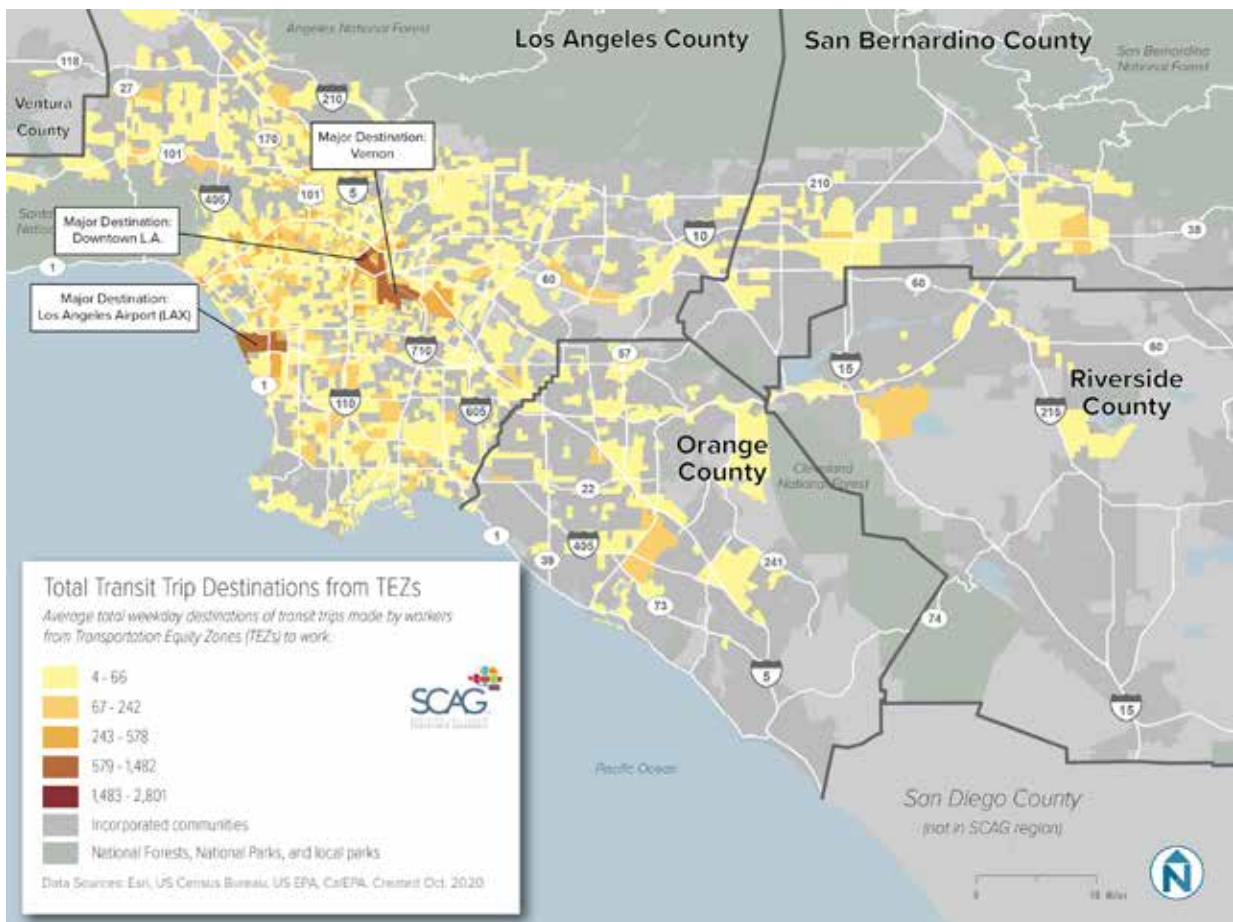 Angeles National Forest
Los Angeles County
San Bernardino County
San Bernardino
National Forest
118
27
210
Ventura
County
170
Major Destination:
Vernon
101
405
101
5
210
Major Destination:
Downtown L.A.
10
38
1
60
60
Major Destination:
Los Angeles Airport (LAX)
710
57
60
15
Riverside
County
1
110
605
215
Orange
County
Cleveland
National Forest
22
1
39
405
241
73
74
5
15
Pacific Ocean
San Diego County
(not in SCAG region)
Total Transit Trip Destinations from TEZs
Average total weekday destinations of transit trips made by workers
from Transportation Equity Zones (TEZs) to work.
4 - 66
67 - 242
243 - 578
579 - 1,482
1,483 - 2,801
Incorporated communities
National Forests, National Parks, and local parks
SCAG
Data Sources: Esri, US Census Bureau, US EPA, CalEPA. Created Oct. 2020
0
10 Miles
N